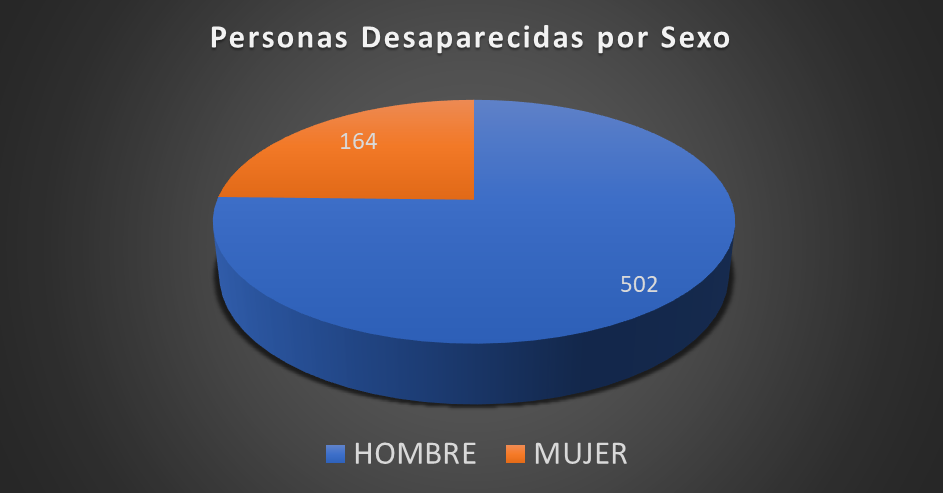 Personas Desaparecidas por Sexo
164
502
HOMBRE MUJER